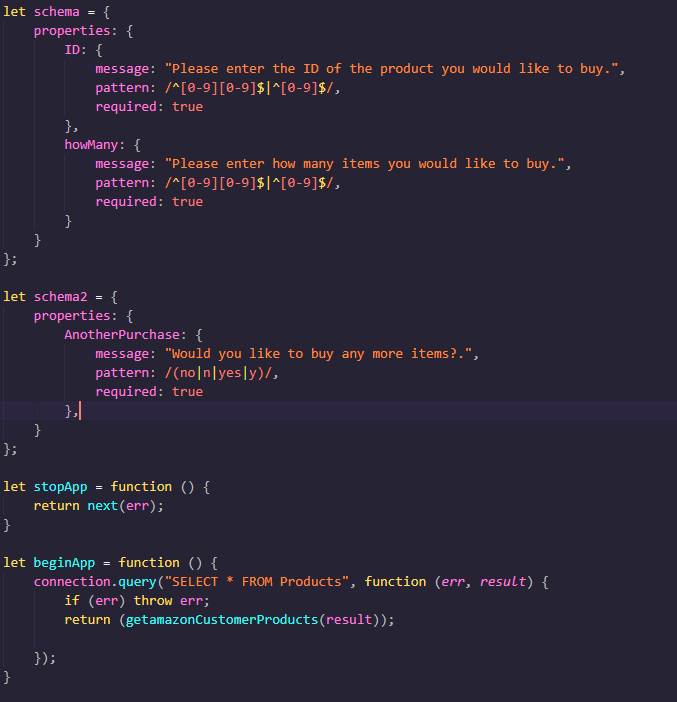 let schema = {
    properties: {
        ID: {
            message: "Please enter the ID of the product you would like to buy.",
            pattern: /^[0-9][0-9]$|^[0-9]$/,
            required: true
        },
        howMany: {
            message: "Please enter how many items you would like to buy.",
            pattern: /^[0-9][0-9]$|^[0-9]$/,
            required: true
        }
    }
};

let schema2 = {
    properties: {
        AnotherPurchase: {
            message: "Would you like to buy any more items?.",
            pattern: /(no|n|yes|y)/,
            required: true
        },
    }
};

let stopApp = function () {
    return next(err);
}

let beginApp = function () {
    connection.query("SELECT * FROM Products", function (err, result) {
        if (err) throw err;
        return (getamazonCustomerProducts(result));

    });
}